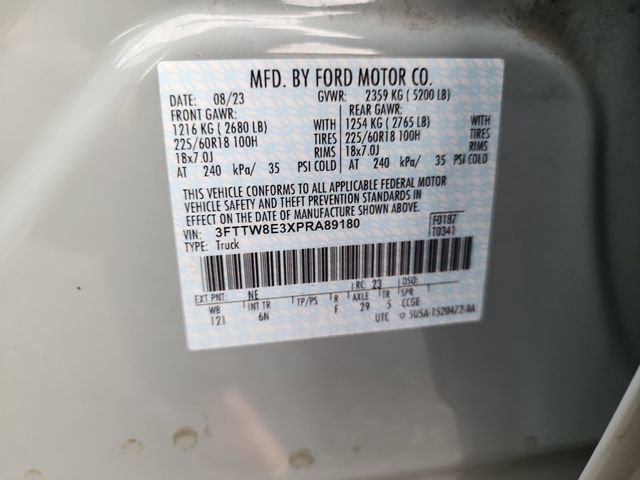 MFD. BY FORD MOTOR CO.
DATE: 08/23 GVWR: 2359 KG ( 5200 LB)
FRONT GAWR: REAR GAWR:
1216 KG ( 2680 LB) WITH 1254 KG ( 2765 LB) WITH
225/60R18 100H TIRES 225/60R18 100H TIRES
18x7.0J RIMS 18x7.0J RIMS
AT 240 kPa/ 35 PSI COLD AT 240 kPa/ 35 PSI COLD
THIS VEHICLE CONFORMS TO ALL APPLICABLE FEDERAL MOTOR
VEHICLE SAFETY AND THEFT PREVENTION STANDARDS IN
EFFECT ON THE DATE OF MANUFACTURE SHOWN ABOVE.
VIN: 3FTTW8E3XPRA89180 F0187
TYPE: Truck T0341
EXT PNT: NE RC: 23 DSO:
WB INT TR TP/PS R AXLE TR SPR
121 6N F 29 5 CCGE
UTC 5U5A-1520472-BA